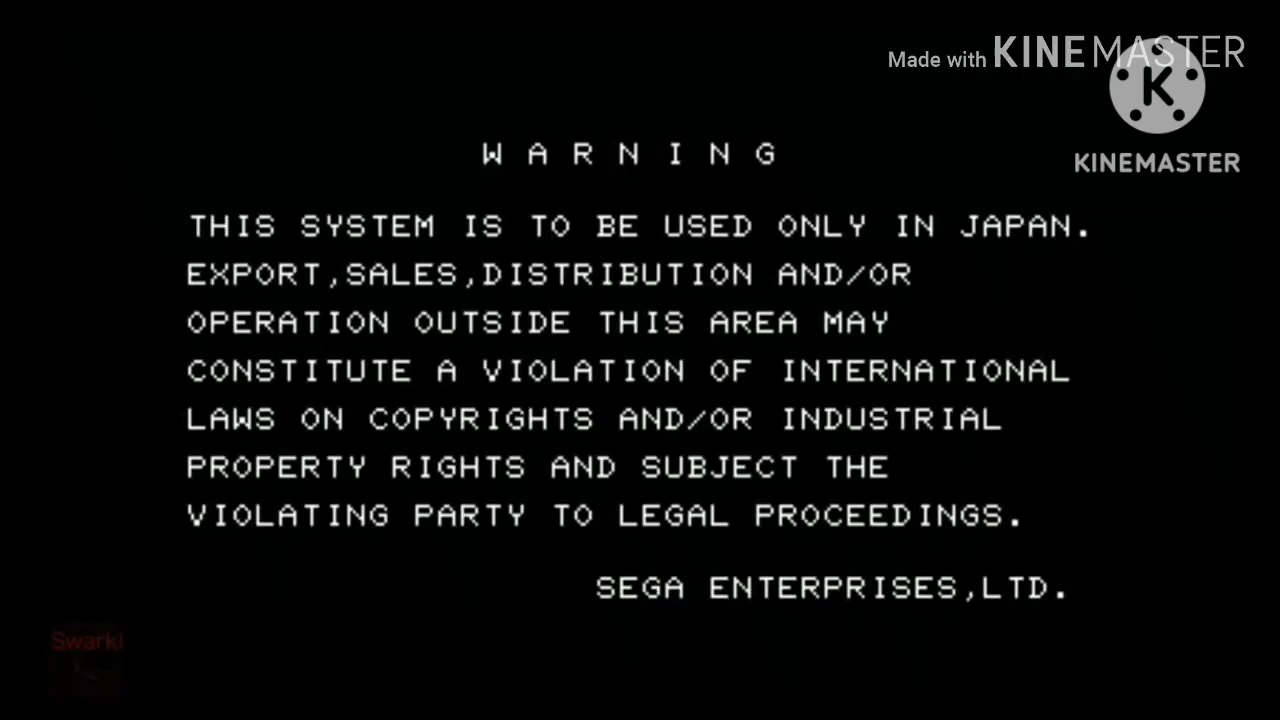 Made with KINEMASTER
K
KINEMASTER
WARNING
THIS SYSTEM IS TO BE USED ONLY IN JAPAN.
EXPORT,SALES,DISTRIBUTION AND/OR
OPERATION OUTSIDE THIS AREA MAY
CONSTITUTE A VIOLATION OF INTERNATIONAL
LAWS ON COPYRIGHTS AND/OR INDUSTRIAL
PROPERTY RIGHTS AND SUBJECT THE
VIOLATING PARTY TO LEGAL PROCEEDINGS.
SEGA ENTERPRISES,LTD.
Swarki